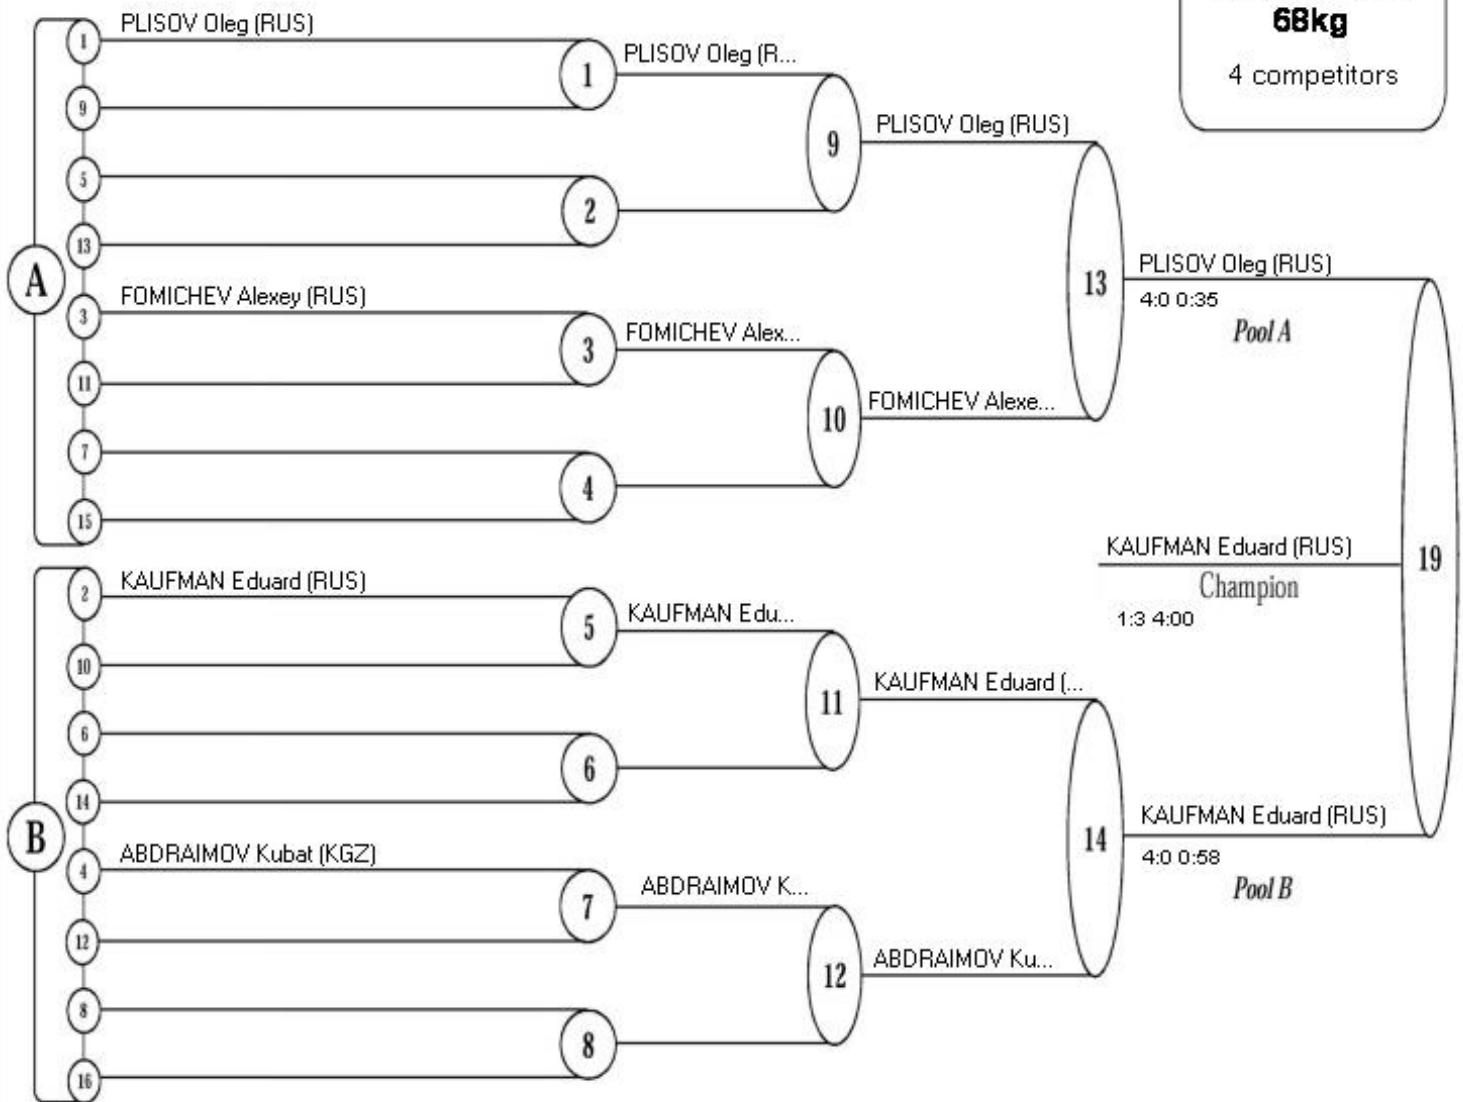 68kg
4 competitors
A
1
PLISOV Oleg (RUS)
9
5
13
3
FOMICHEV Alexey (RUS)
11
7
15
1
PLISOV Oleg (R...
2
3
FOMICHEV Alex...
4
9
PLISOV Oleg (RUS)
10
FOMICHEV Alexe...
13
PLISOV Oleg (RUS)
4:0 0:35
Pool A
B
2
KAUFMAN Eduard (RUS)
10
6
14
4
ABDRAIMOV Kubat (KGZ)
12
8
16
5
KAUFMAN Edu...
6
7
ABDRAIMOV K...
8
11
KAUFMAN Eduard (...
12
ABDRAIMOV Ku...
14
KAUFMAN Eduard (RUS)
4:0 0:58
Pool B
19
KAUFMAN Eduard (RUS)
Champion
1:3 4:00